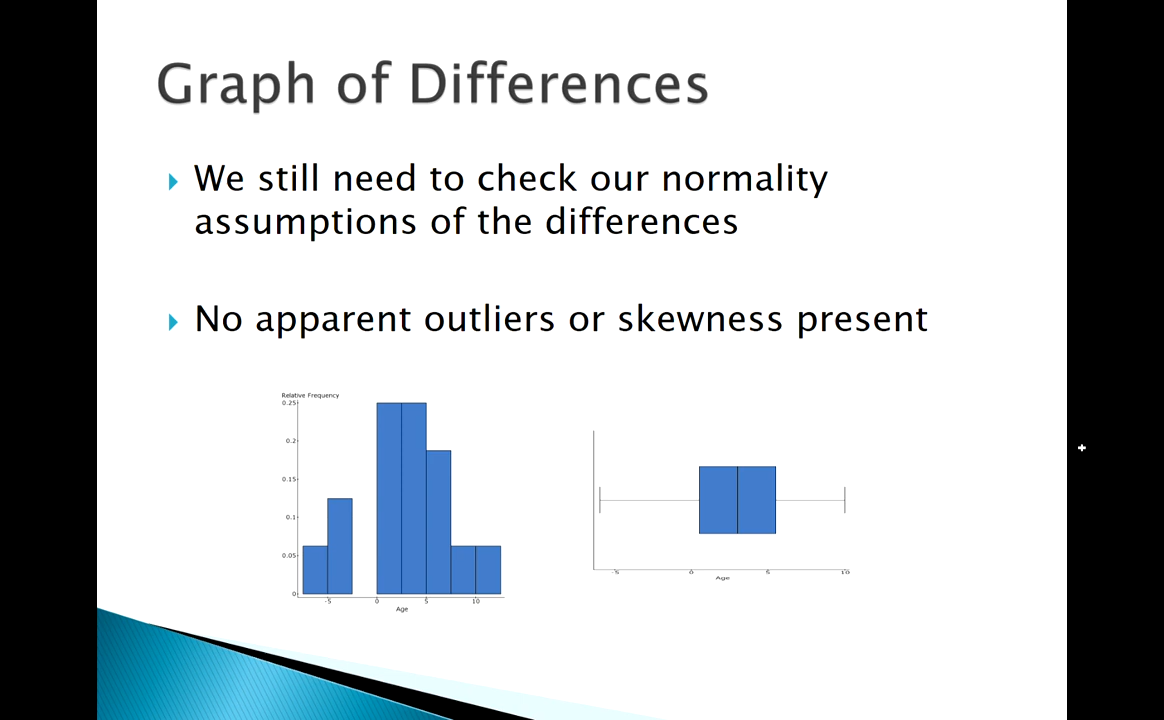 Graph of Differences
We still need to check our normality
assumptions of the differences
No apparent outliers or skewness present
Relative Frequency
0.25
0.2
0.15
0.1
0.05
0
-5 0 5 10
Age
-5 0 5 10
Age